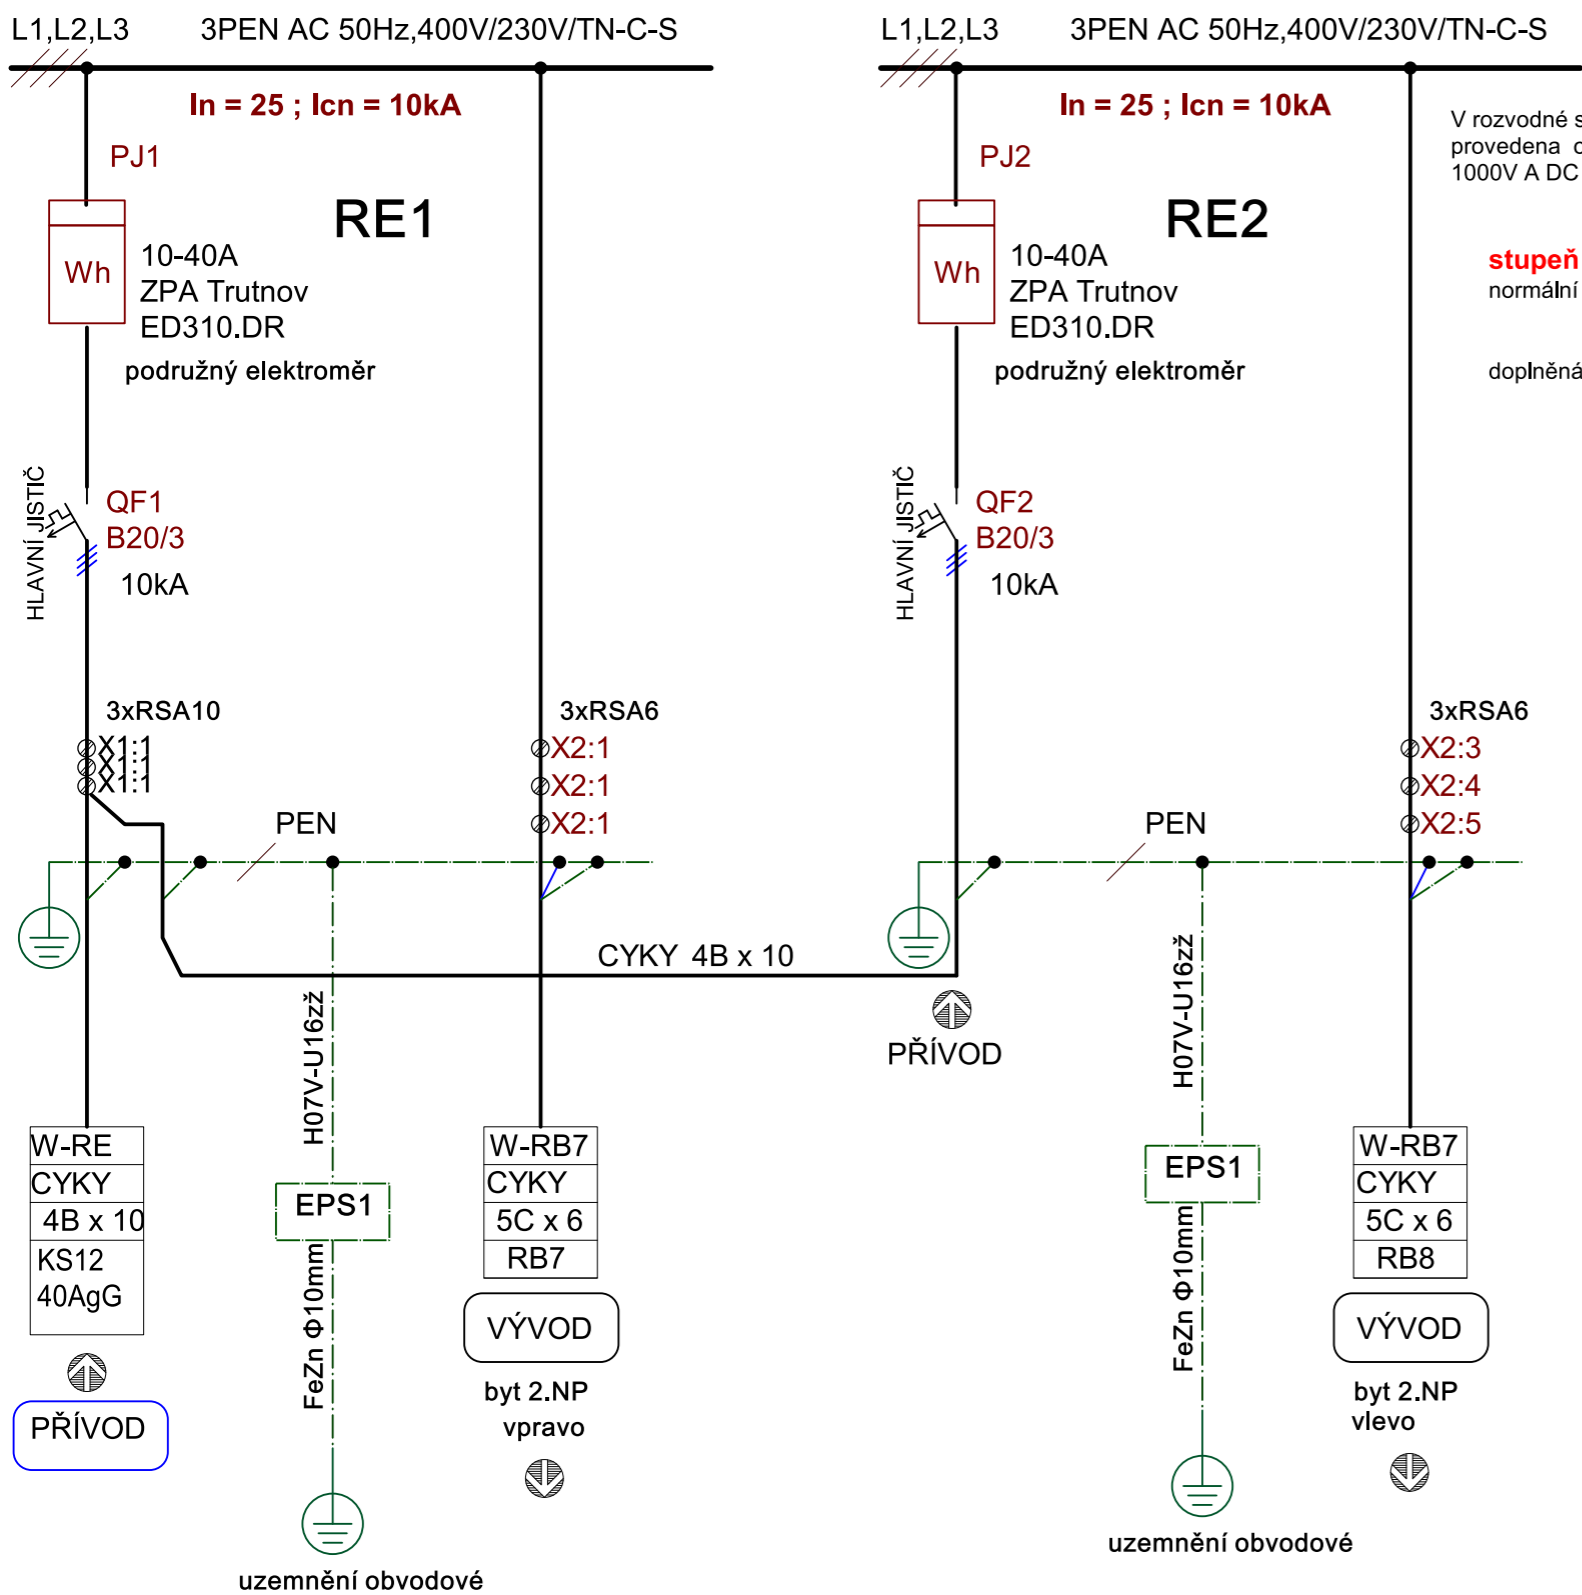 L1,L2,L3
3PEN AC 50Hz,400V/230V/TN-C-S
In = 25 ; Icn = 10kA
PJ1
RE1
Wh
10-40A
ZPA Trutnov
ED310.DR
podružný elektroměr
HLAVNÍ JISTIČ
QF1
B20/3
10kA
3xRSA10
X1:1
X1:1
X1:1
3xRSA6
X2:1
X2:1
X2:1
PEN
CYKY 4B x 10
H07V-U16zž
W-RE
CYKY
4B x 10
KS12
40AgG
PŘÍVOD
EPS1
FeZn Φ10mm
uzemnění obvodové
W-RB7
CYKY
5C x 6
RB7
VÝVOD
byt 2.NP
vpravo
L1,L2,L3
3PEN AC 50Hz,400V/230V/TN-C-S
In = 25 ; Icn = 10kA
PJ2
RE2
Wh
10-40A
ZPA Trutnov
ED310.DR
podružný elektroměr
HLAVNÍ JISTIČ
QF2
B20/3
10kA
3xRSA6
X2:3
X2:4
X2:5
PEN
PŘÍVOD
H07V-U16zž
EPS1
FeZn Φ10mm
uzemnění obvodové
W-RB7
CYKY
5C x 6
RB8
VÝVOD
byt 2.NP
vlevo
V rozvodné
provedena
1000V A DC
stupeň
normální
doplněná